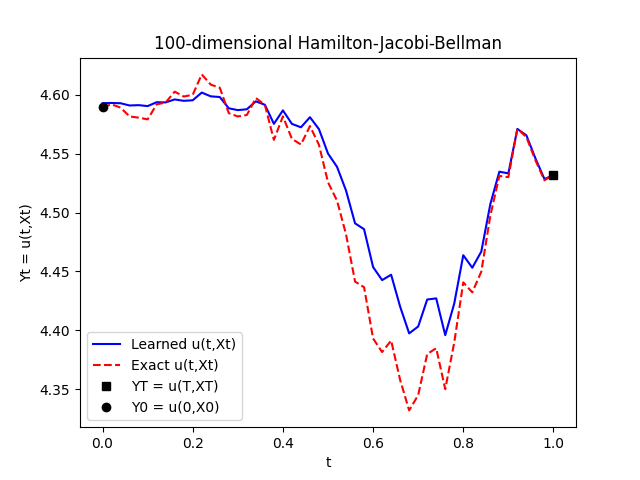 100-dimensional Hamilton-Jacobi-Bellman
Yt = u(t,Xt)
4.60
4.55
4.50
4.45
4.40
4.35
Learned u(t,Xt)
Exact u(t,Xt)
YT = u(T,XT)
Y0 = u(0,X0)
0.0 0.2 0.4 0.6 0.8 1.0
t